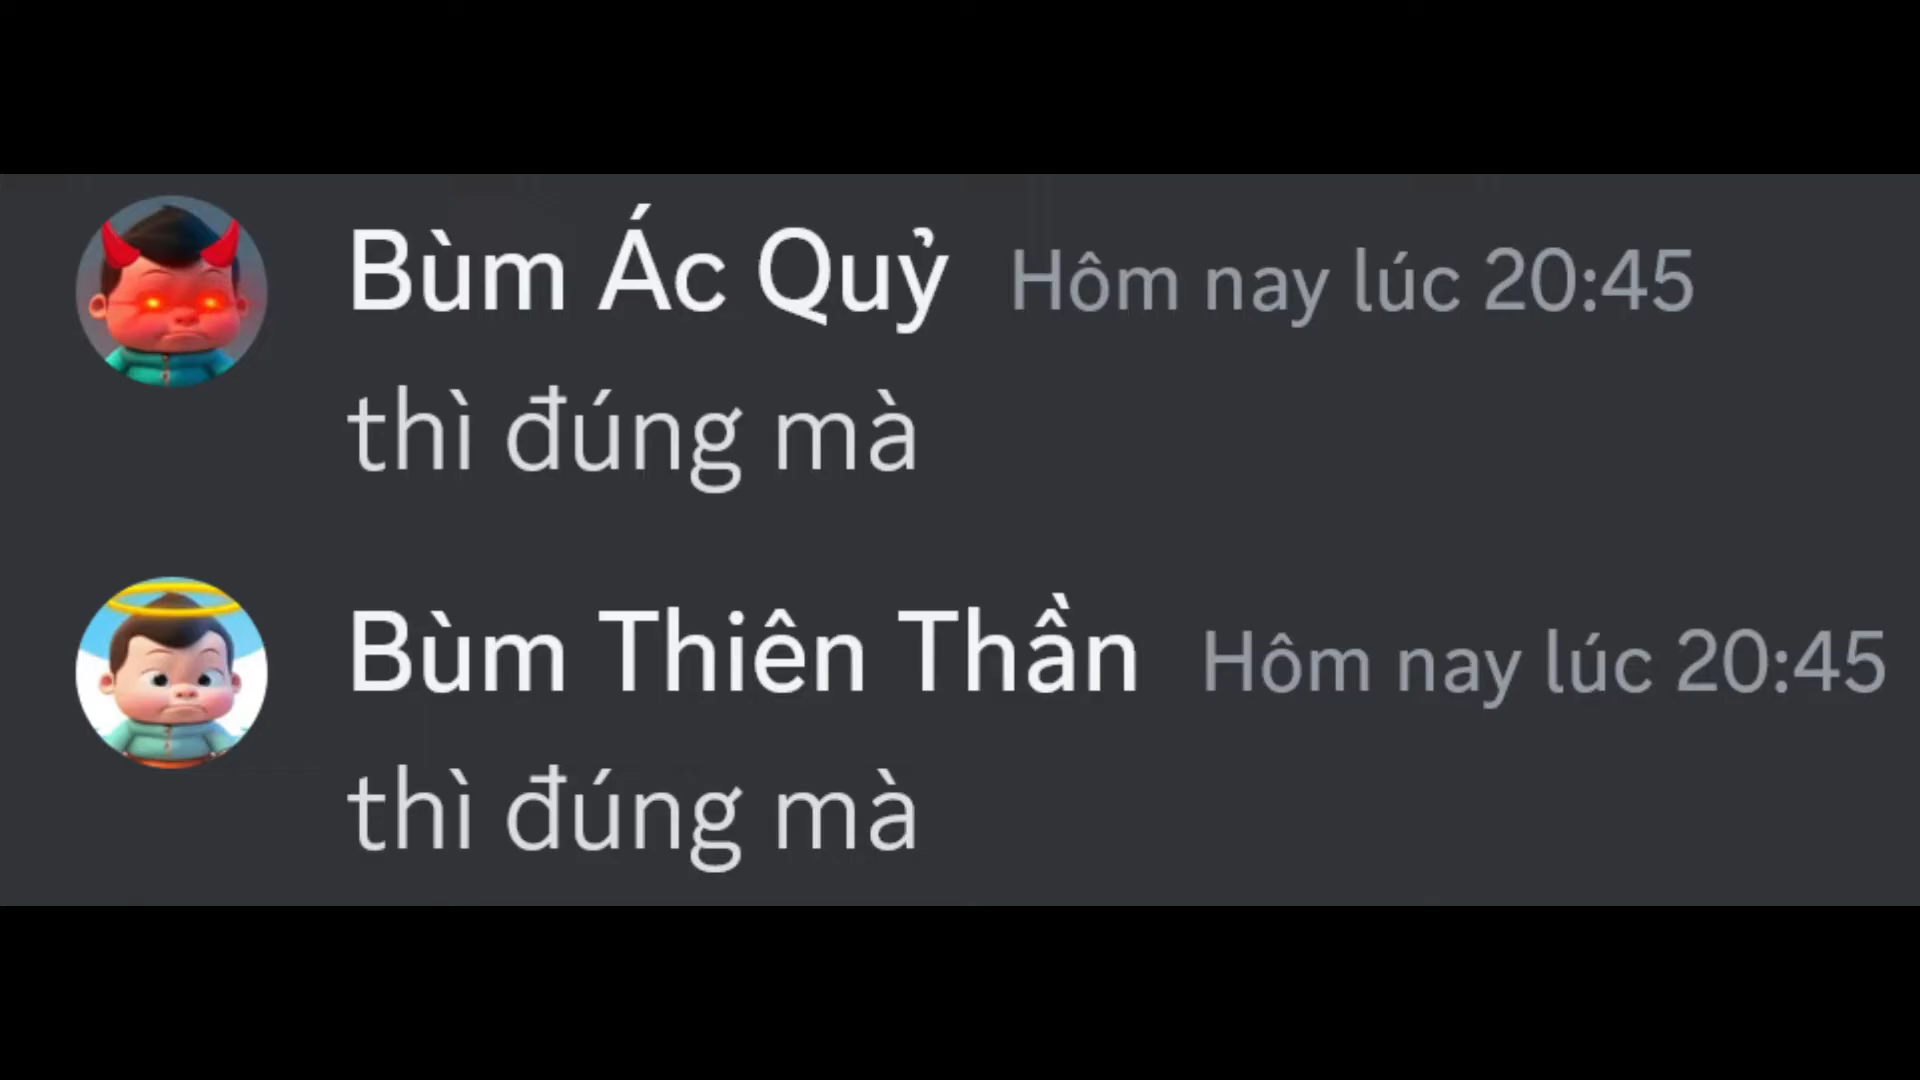 Bùm Ác Quỷ Hôm nay lúc 20:45
thì đúng mà
Bùm Thiên Thần Hôm nay lúc 20:45
thì đúng mà